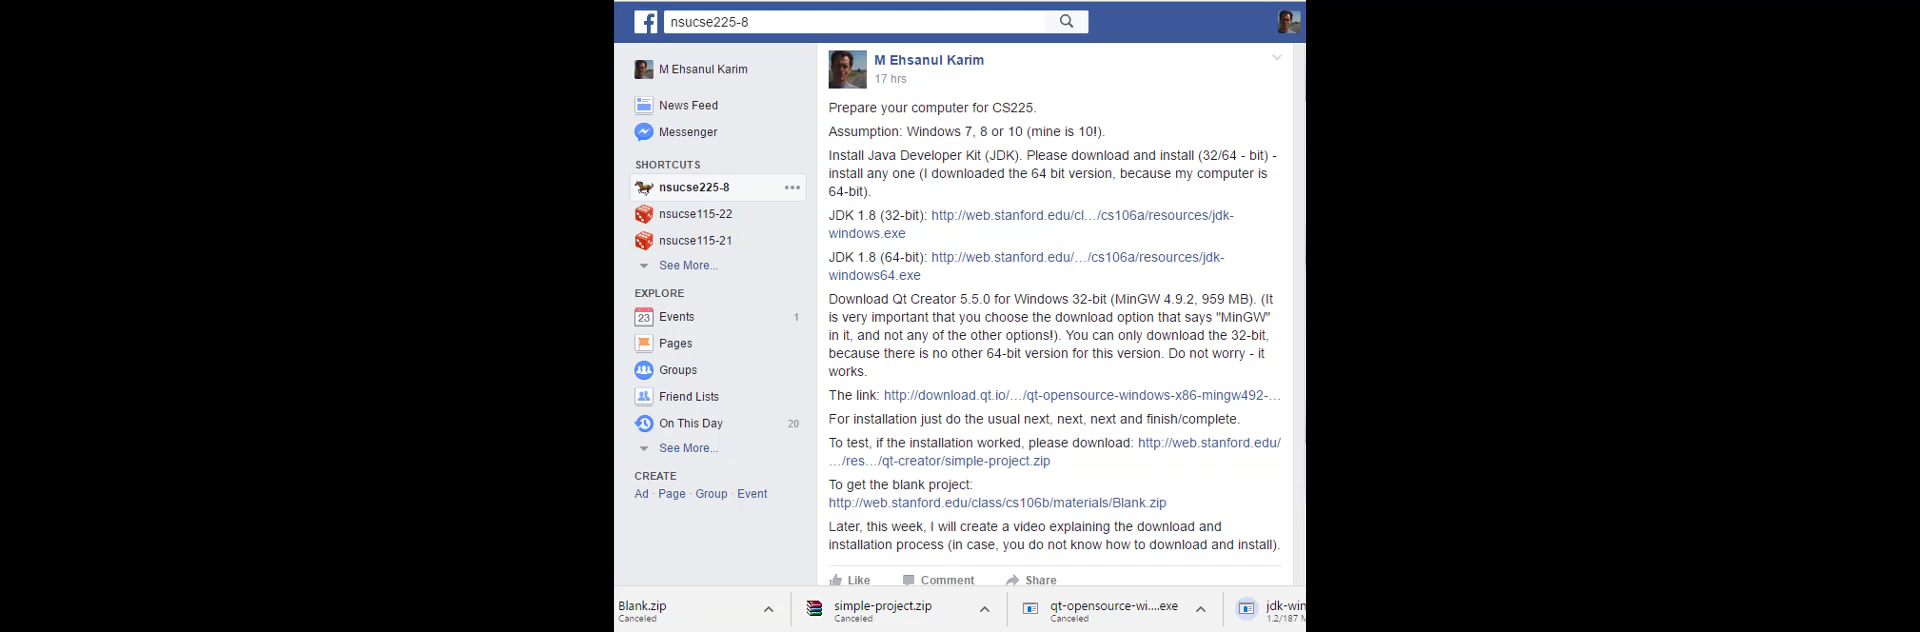 nsucse225-8
M Ehsanul Karim
News Feed
Messenger
SHORTCUTS
nsucse225-8
nsucse115-22
nsucse115-21
See More...
EXPLORE
23 Events 1
Pages
Groups
Friend Lists
On This Day 20
See More...
CREATE
Ad · Page · Group · Event
M Ehsanul Karim
17 hrs
Prepare your computer for CS225.
Assumption: Windows 7, 8 or 10 (mine is 10!).
Install Java Developer Kit (JDK). Please download and install (32/64 - bit) -
install any one (I downloaded the 64 bit version, because my computer is
64-bit).
JDK 1.8 (32-bit): http://web.stanford.edu/cl…/cs106a/resources/jdk-
windows.exe
JDK 1.8 (64-bit): http://web.stanford.edu/…/cs106a/resources/jdk-
windows64.exe
Download Qt Creator 5.5.0 for Windows 32-bit (MinGW 4.9.2, 959 MB). (It
is very important that you choose the download option that says "MinGW"
in it, and not any of the other options!). You can only download the 32-bit,
because there is no other 64-bit version for this version. Do not worry - it
works.
The link: http://download.qt.io/…/qt-opensource-windows-x86-mingw492-…
For installation just do the usual next, next, next and finish/complete.
To test, if the installation worked, please download: http://web.stanford.edu/
…/res…/qt-creator/simple-project.zip
To get the blank project:
http://web.stanford.edu/class/cs106b/materials/Blank.zip
Later, this week, I will create a video explaining the download and
installation process (in case, you do not know how to download and install).
Like Comment Share
Blank.zip
Canceled
simple-project.zip
Canceled
qt-opensource-wi....exe
Canceled
jdk-win
1.2/187 M